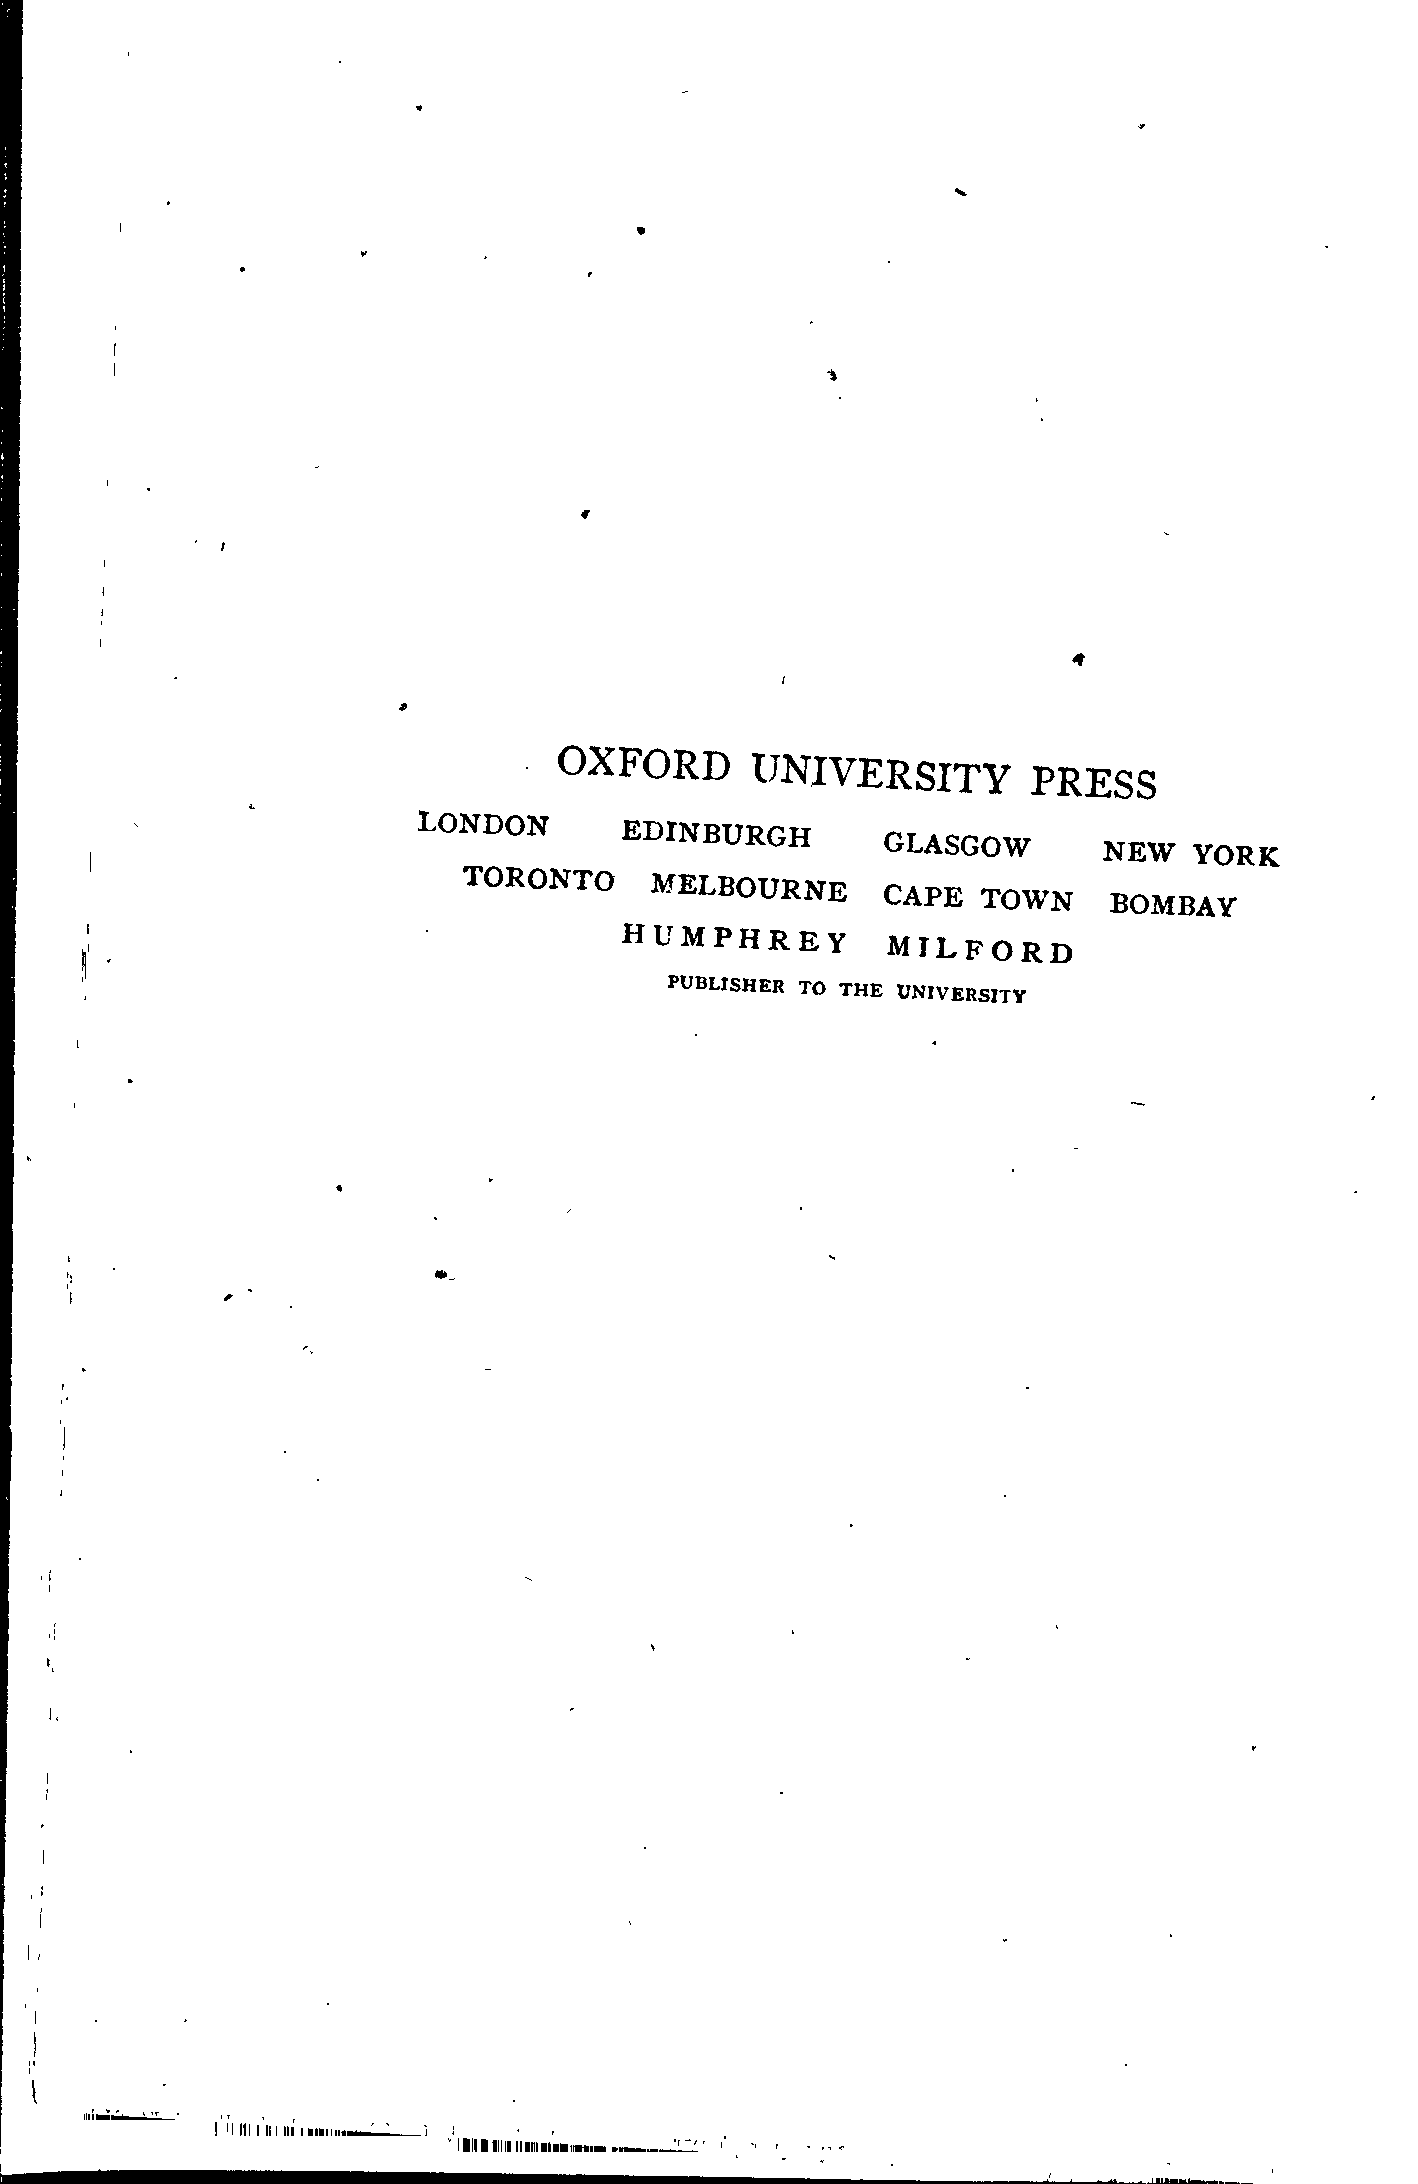 OXFORD UNIVERSITY PRESS
LONDON EDINBURGH GLASGOW NEW YORK
TORONTO MELBOURNE CAPE TOWN BOMBAY
HUMPHREY MILFORD
PUBLISHER TO THE UNIVERSITY